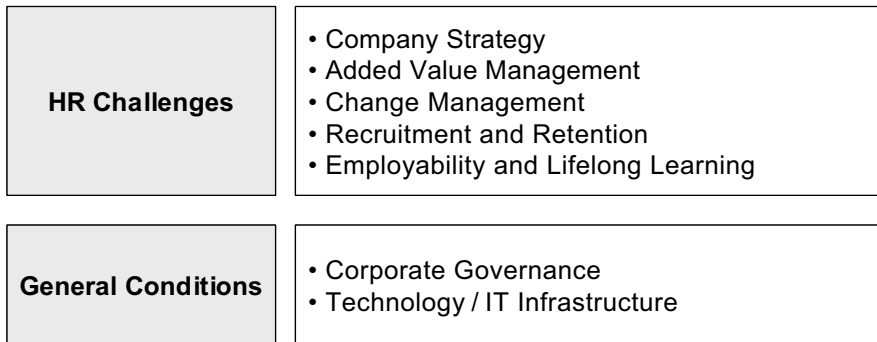 HR Challenges
• Company Strategy
• Added Value Management
• Change Management
• Recruitment and Retention
• Employability and Lifelong Learning
General Conditions
• Corporate Governance
• Technology / IT Infrastructure